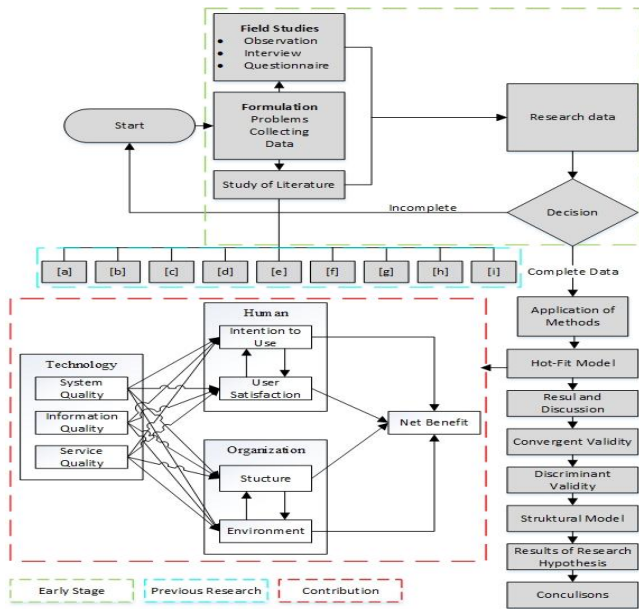 Field Studies
• Observation
• Interview
• Questionnaire
Start
Formulation
Problems
Collecting
Data
Study of Literature
Research data
Incomplete
Decision
[a] [b] [c] [d] [e] [f] [g] [h] [i]
Complete Data
Application of
Methods
Hot-Fit Model
Resul and
Discussion
Convergent Validity
Discriminant
Validity
Struktural Model
Results of Research
Hypothesis
Conculisons
Technology
System
Quality
Information
Quality
Service
Quality
Human
Intention to
Use
User
Satisfaction
Organization
Stucture
Environment
Net Benefit
Early Stage
Previous Research
Contribution